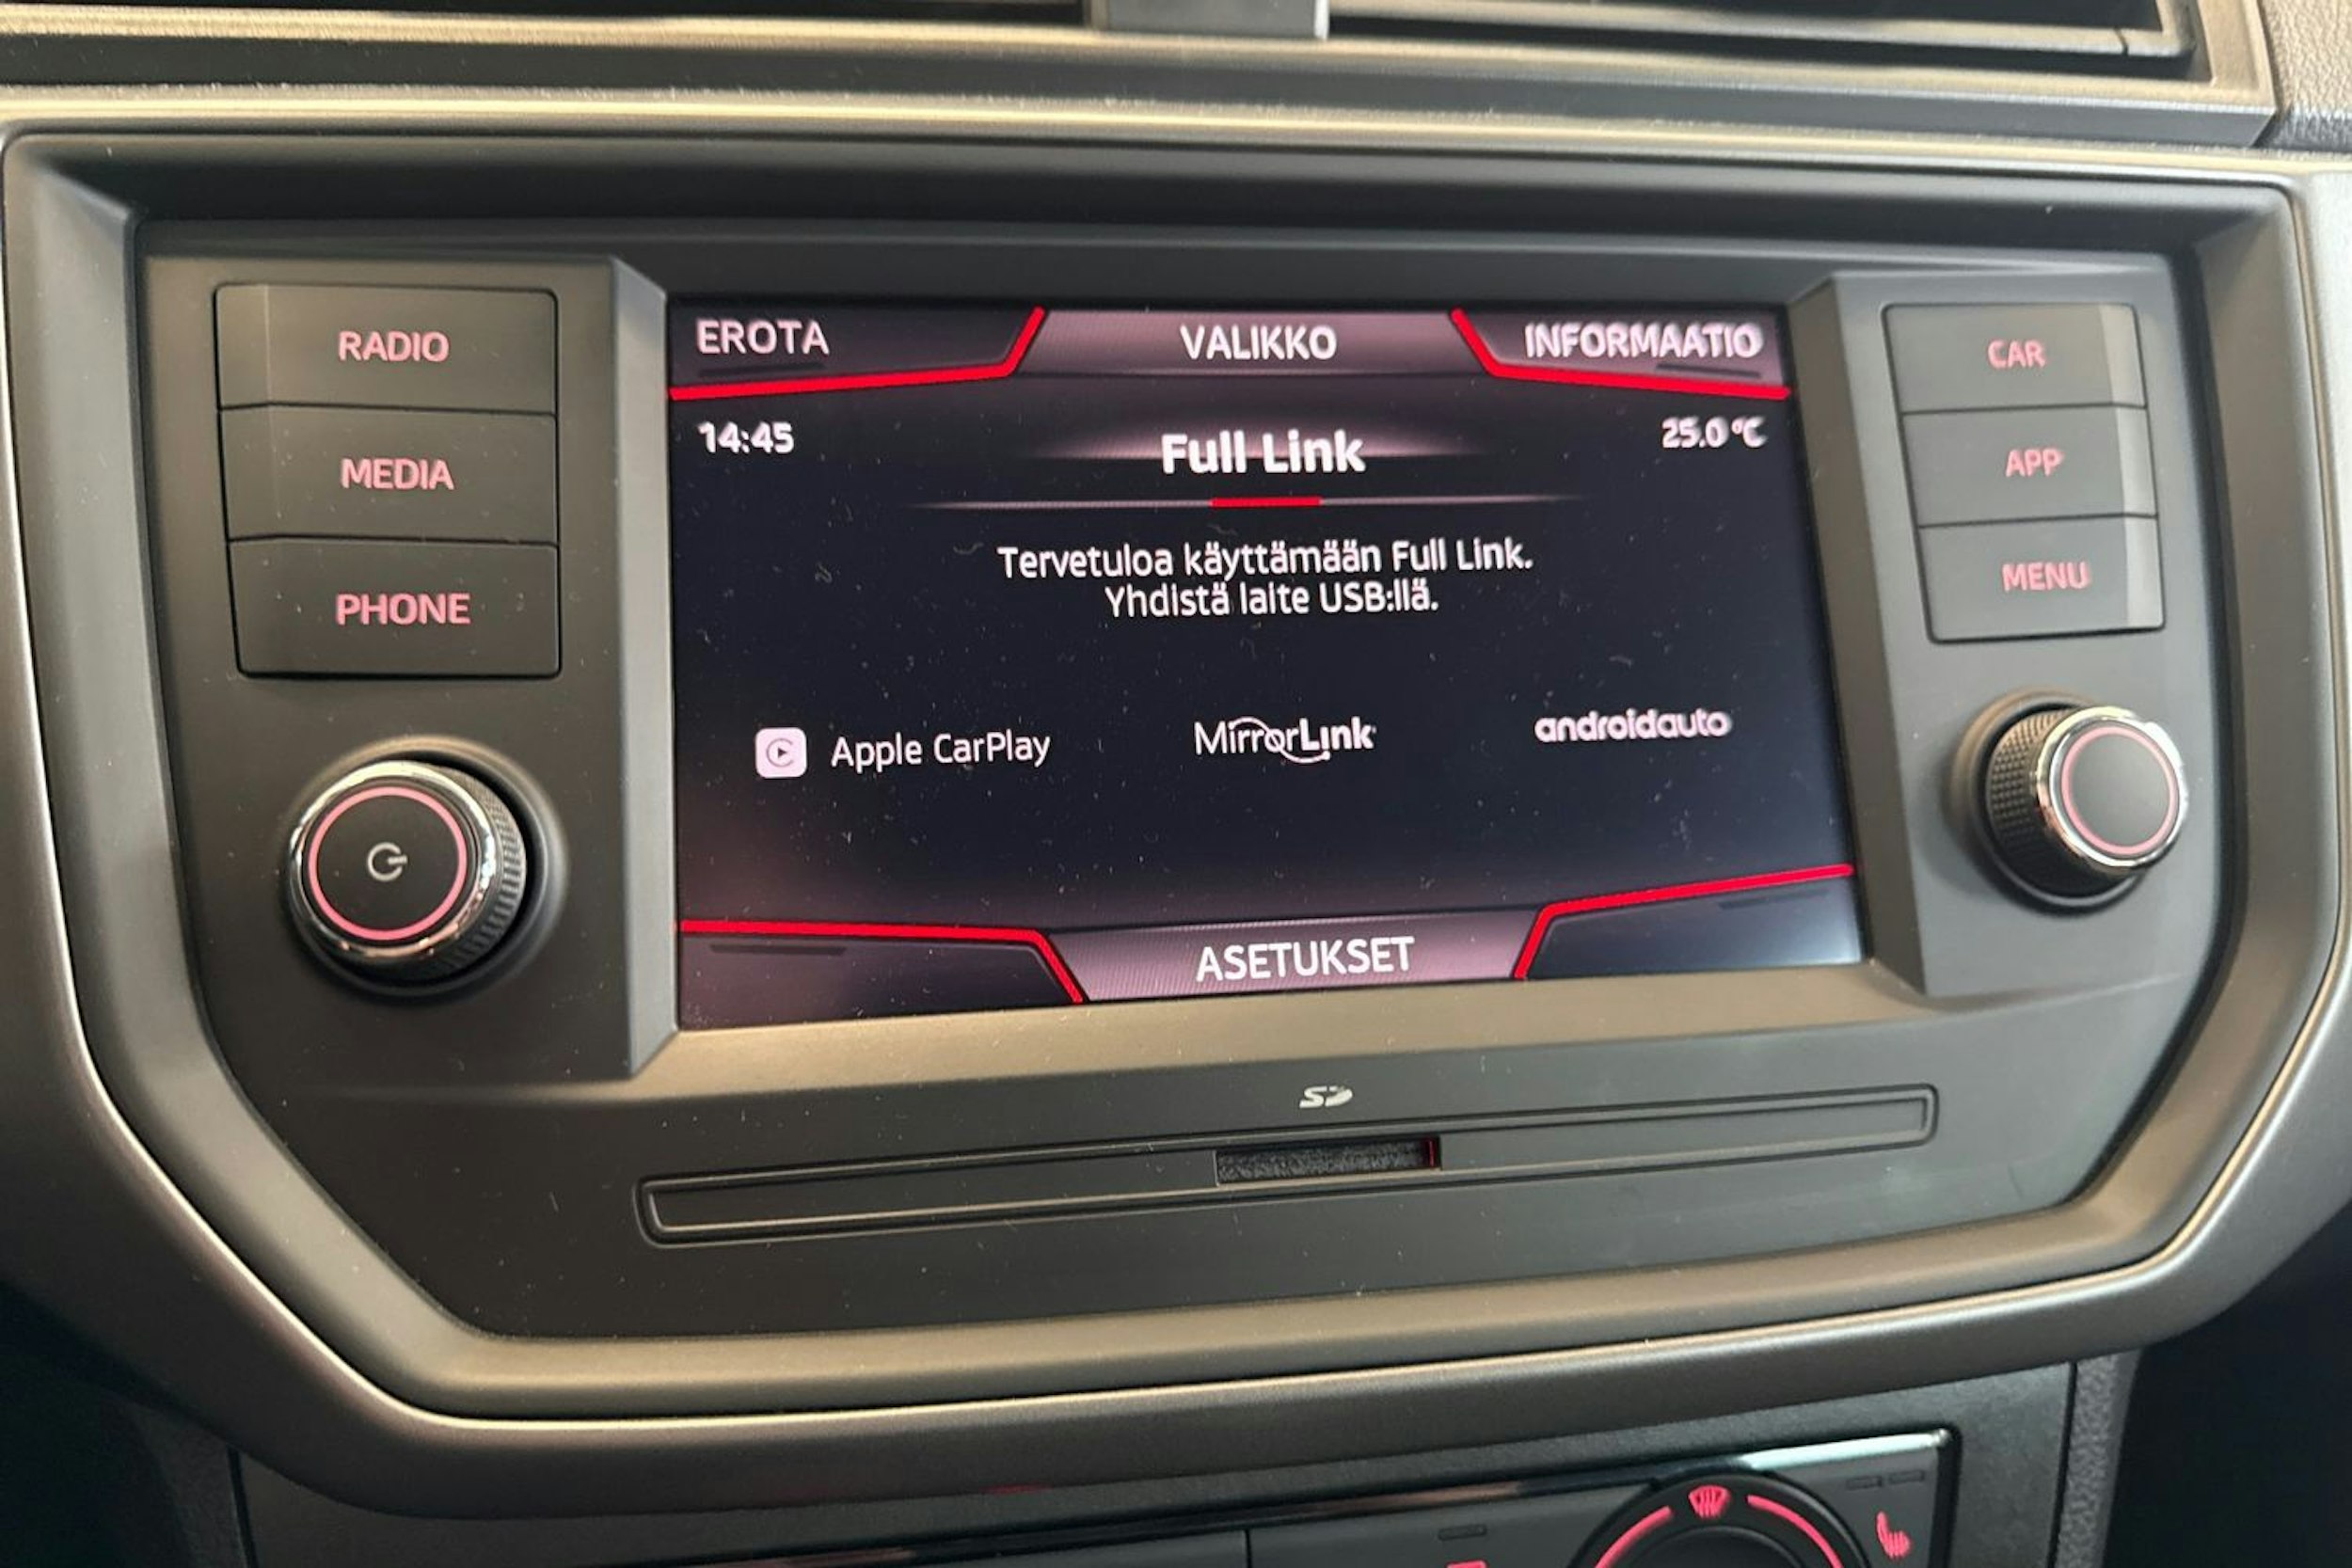 RADIO
MEDIA
PHONE
EROTA
VALIKKO
INFORMAATIO
14:45
Full Link
25.0 °C
Tervetuloa käyttämään Full Link.
Yhdistä laite USB:llä.
Apple CarPlay
MirrorLink
androidauto
ASETUKSET
CAR
APP
MENU
SD